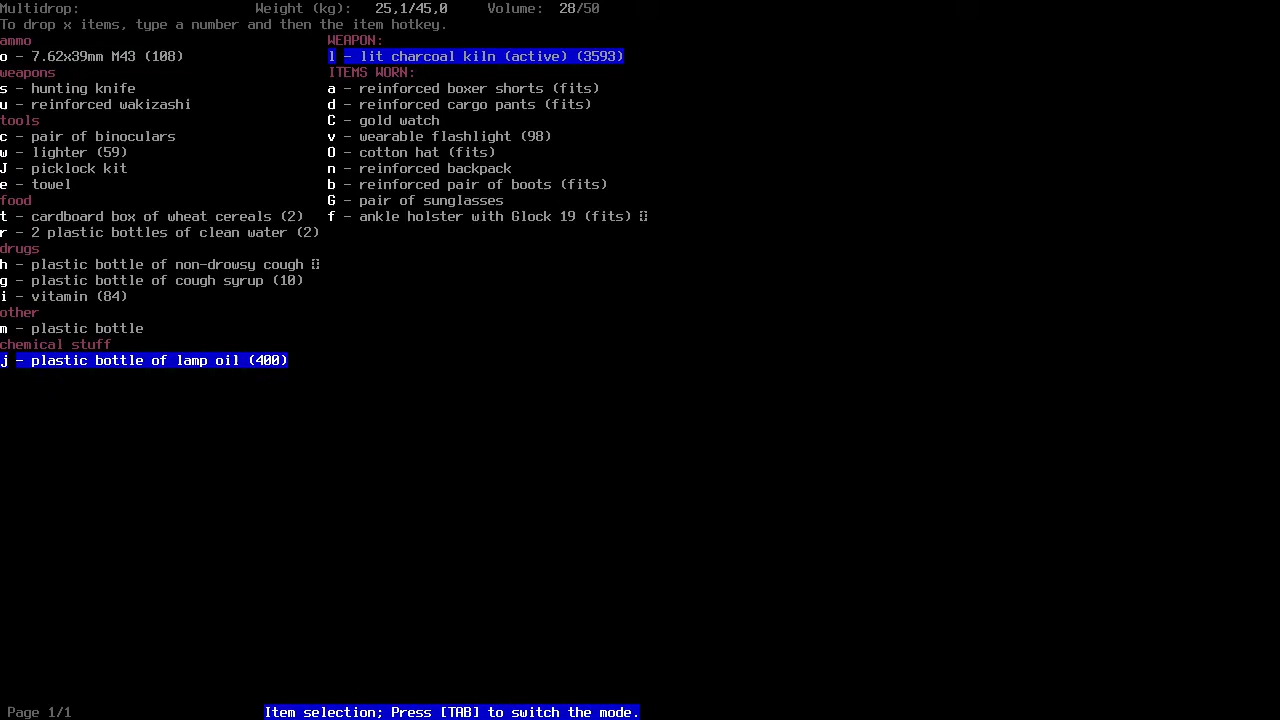 Multidrop: Weight (kg): 25,1/45,0 Volume: 28/50
To drop x items, type a number and then the item hotkey.
ammo
o - 7.62x39mm M43 (108)
weapons
s - hunting knife
u - reinforced wakizashi
tools
c - pair of binoculars
w - lighter (59)
J - picklock kit
e - towel
food
t - cardboard box of wheat cereals (2)
r - 2 plastic bottles of clean water (2)
drugs
h - plastic bottle of non-drowsy cough
g - plastic bottle of cough syrup (10)
i - vitamin (84)
other
m - plastic bottle
chemical stuff
j - plastic bottle of lamp oil (400)
WEAPON:
l - lit charcoal kiln (active) (3593)
ITEMS WORN:
a - reinforced boxer shorts (fits)
d - reinforced cargo pants (fits)
C - gold watch
v - wearable flashlight (98)
O - cotton hat (fits)
n - reinforced backpack
b - reinforced pair of boots (fits)
G - pair of sunglasses
f - ankle holster with Glock 19 (fits)
Page 1/1 Item selection; Press [TAB] to switch the mode.